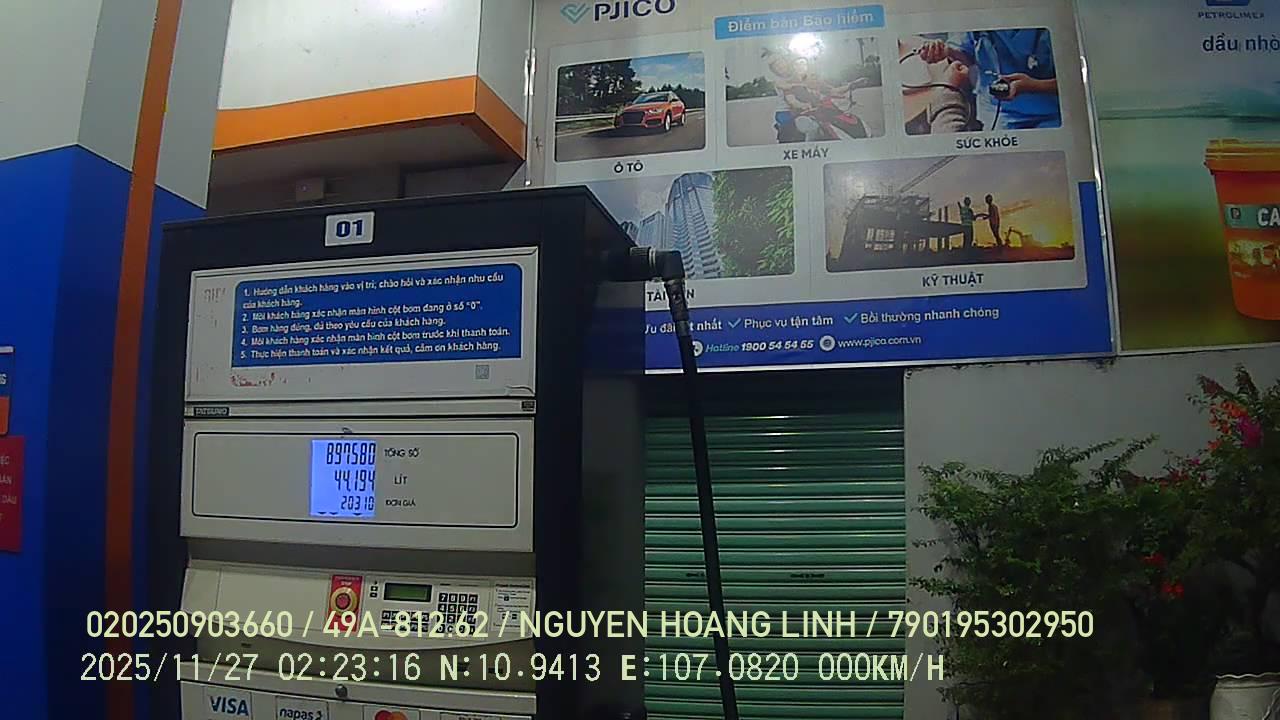 PJICO
Điểm bán Bảo hiểm
PETROLIMEX
dầu nhờ
Ô TÔ
XE MÁY
SỨC KHỎE
KỸ THUẬT
nhất ✓ Phục vụ tận tâm ✓ Bồi thường nhanh chóng
Hotline 1900 54 54 55 www.pjico.com.vn
CA
01
1. Hướng dẫn khách hàng vào vị trí; chào hỏi và xác nhận nhu cầu
của khách hàng.
2. Mời khách hàng xác nhận màn hình cột bơm đang ở số “0”.
3. Bơm hàng đúng, đủ theo yêu cầu của khách hàng.
4. Mời khách hàng xác nhận màn hình cột bơm trước khi thanh toán.
5. Thực hiện thanh toán và xác nhận kết quả, cảm ơn khách hàng.
TATSUNO
897580 TỔNG SỐ
44.194 LÍT
20310 ĐƠN GIÁ
STOP
020250903660 / 49A-812.62 / NGUYEN HOANG LINH / 790195302950
2025/11/27 02:23:16 N:10.9413 E:107.0820 000KM/H
VISA
napas